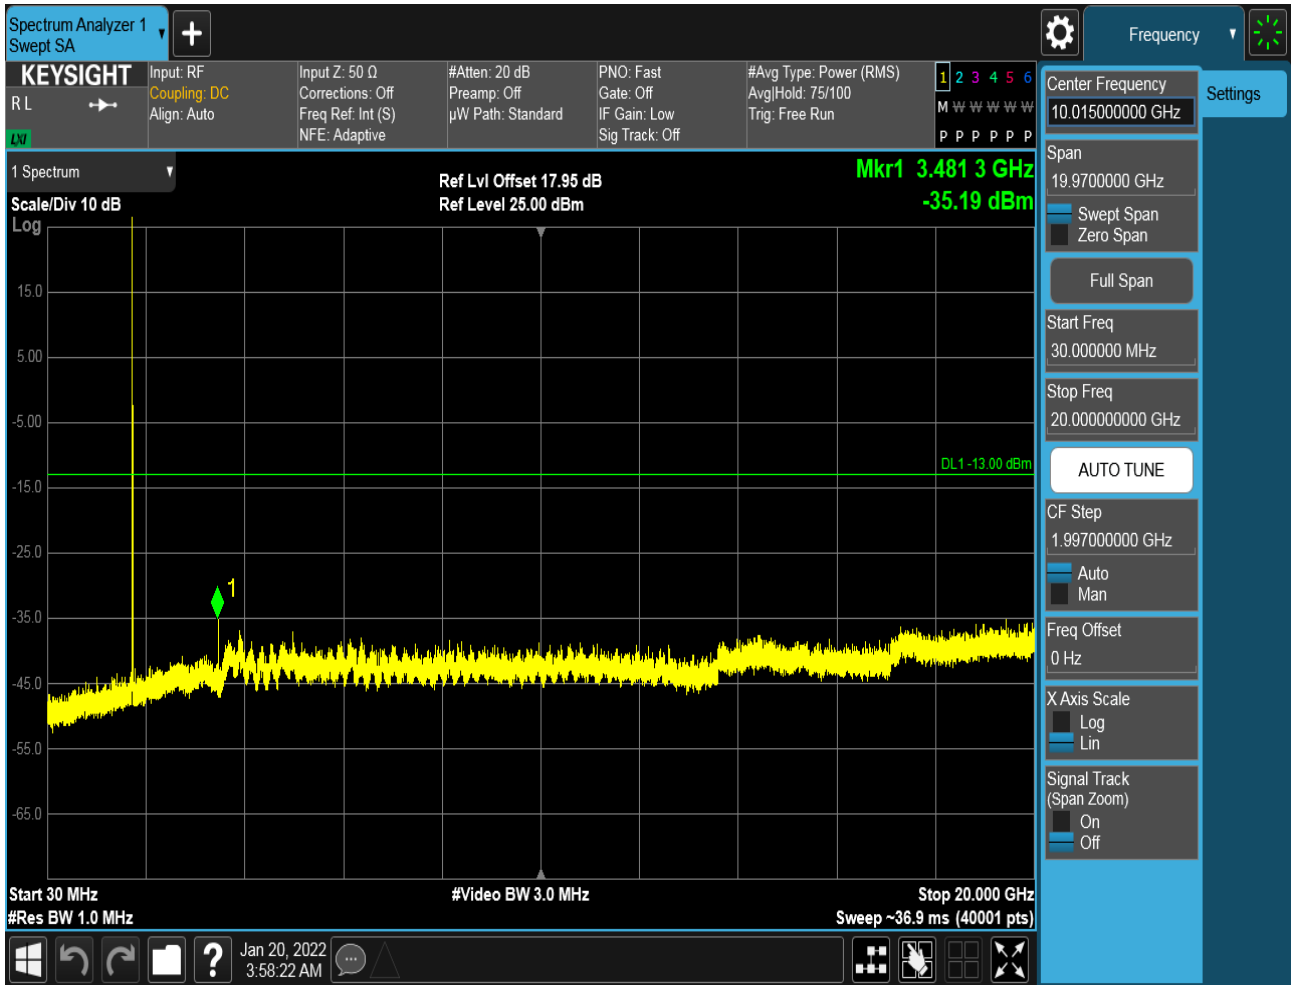 Spectrum Analyzer 1
Swept SA
Frequency
KEYSIGHT
R L
LXI
Input: RF
Coupling: DC
Align: Auto
Input Z: 50 Ω
Corrections: Off
Freq Ref: Int (S)
NFE: Adaptive
#Atten: 20 dB
Preamp: Off
µW Path: Standard
PNO: Fast
Gate: Off
IF Gain: Low
Sig Track: Off
#Avg Type: Power (RMS)
Avg|Hold: 75/100
Trig: Free Run
1 2 3 4 5 6
M W W W W W
P P P P P P
1 Spectrum
Scale/Div 10 dB
Log
Ref Lvl Offset 17.95 dB
Ref Level 25.00 dBm
Mkr1 3.481 3 GHz
-35.19 dBm
15.0
5.00
-5.00
DL1 -13.00 dBm
-15.0
-25.0
1
-35.0
-45.0
-55.0
-65.0
Start 30 MHz
#Res BW 1.0 MHz
#Video BW 3.0 MHz
Stop 20.000 GHz
Sweep ~36.9 ms (40001 pts)
Jan 20, 2022
3:58:22 AM
Center Frequency
10.015000000 GHz
Settings
Span
19.9700000 GHz
Swept Span
Zero Span
Full Span
Start Freq
30.000000 MHz
Stop Freq
20.000000000 GHz
AUTO TUNE
CF Step
1.997000000 GHz
Auto
Man
Freq Offset
0 Hz
X Axis Scale
Log
Lin
Signal Track
(Span Zoom)
On
Off